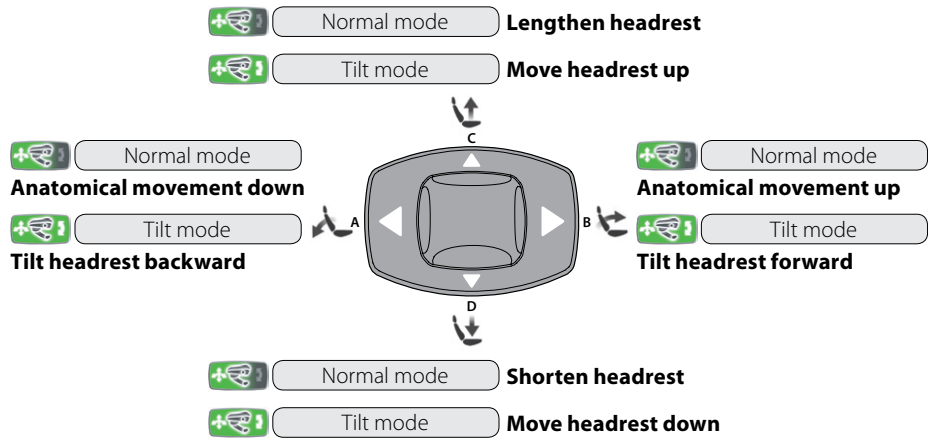 Normal mode Lengthen headrest
Tilt mode Move headrest up
C
Normal mode
Anatomical movement down
Tilt mode
Tilt headrest backward
A
B
Normal mode
Anatomical movement up
Tilt mode
Tilt headrest forward
D
Normal mode Shorten headrest
Tilt mode Move headrest down